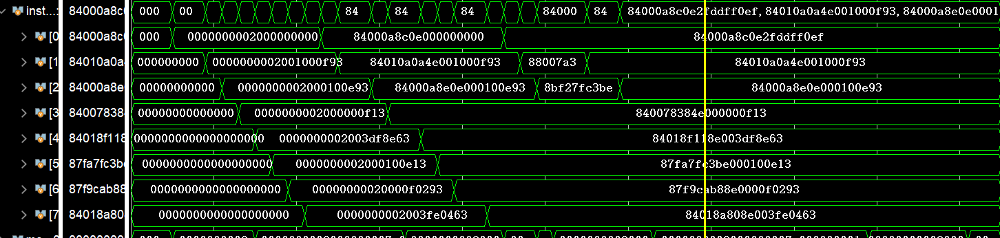 inst...: 84000a8c( 000 00 84 84 84 84000 84 84000a8c0e2fddff0ef,84010a0a4e001000f93,84000a8e0e0001
[0 84000a8c( 000 0000000002000000000 84000a8c0e000000000 84000a8c0e2fddff0ef
[1 84010a0a 000000000 0000000002001000f93 84010a0a4e001000f93 88007a3 84010a0a4e001000f93
[2 84000a8e 00000000000 0000000002000100e93 84000a8e0e000100e93 8bf27fc3be 84000a8e0e000100e93
[3 84007838 00000000000000 0000000002000000f13 840078384e000000f13
[4 84018f118 0000000000000000000 0000000002003df8e63 84018f118e003df8e63
[5 87fa7fc3b 0000000000000000000 0000000002000100e13 87fa7fc3be000100e13
[6 87f9cab88 0000000000000000000 00000000020000f0293 87f9cab88e0000f0293
[7 84018a80 0000000000000000000 0000000002003fe0463 84018a808e003fe0463